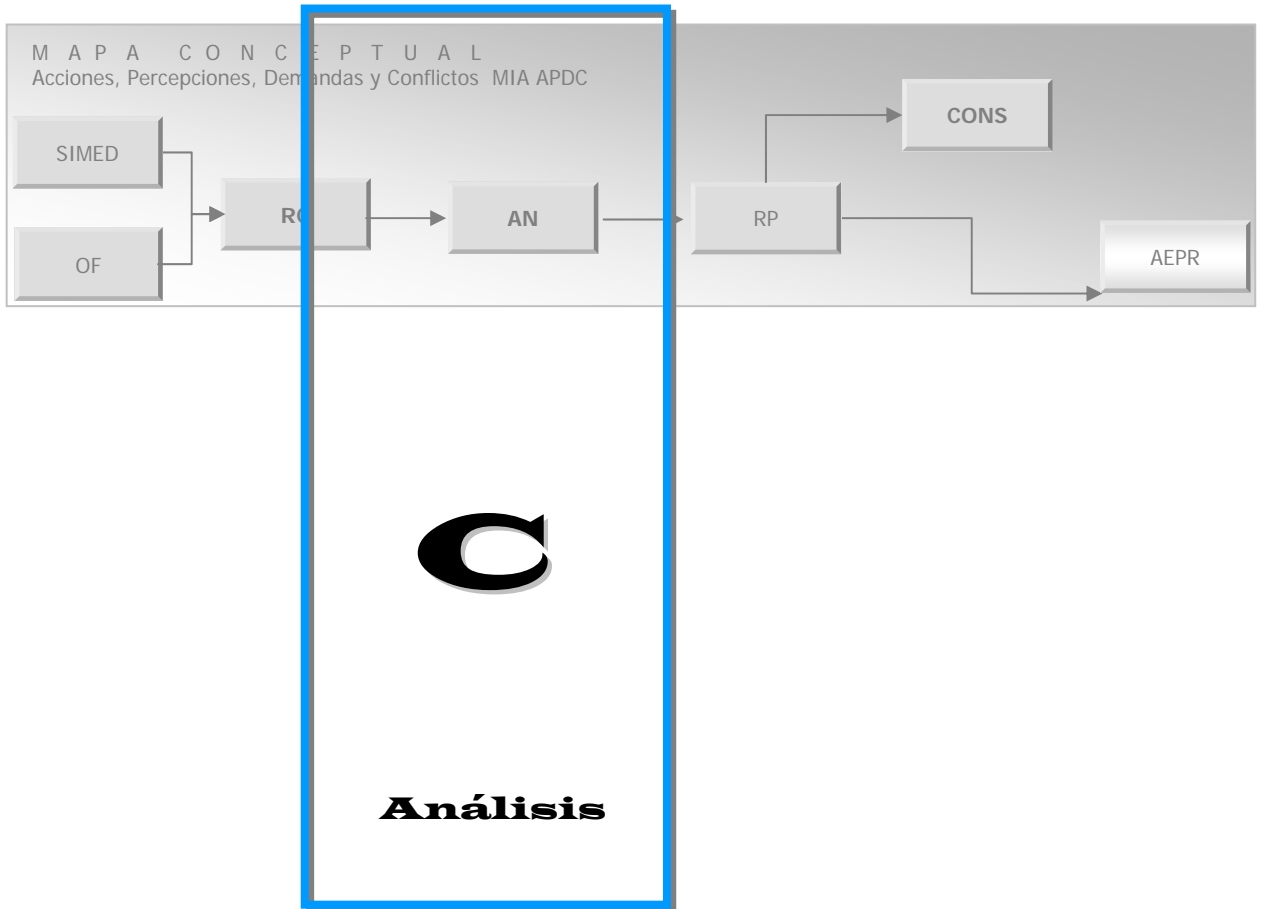 M A P A C O N C E P T U A L
Acciones, Percepciones, Demandas y Conflictos MIA APDC
CONS
SIMED
AN
RP
AEPR
OF
C
Análisis